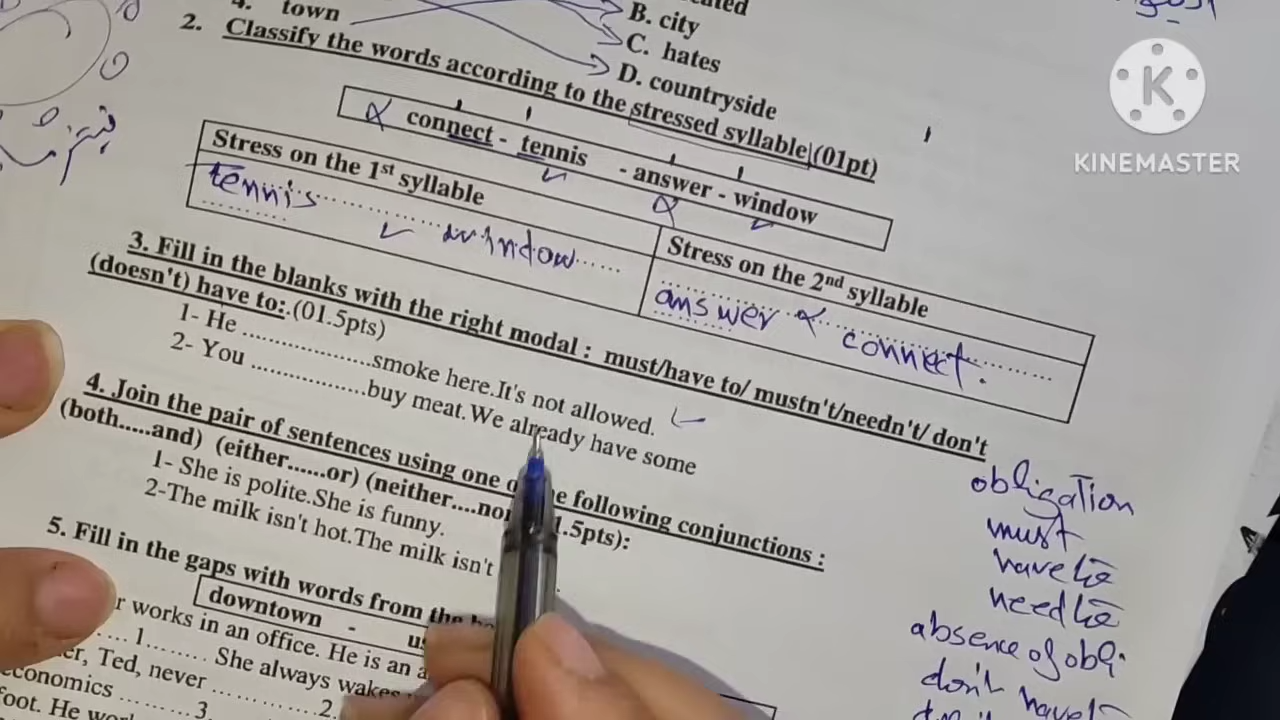 4. town
B. city
C. hates
D. countryside
2. Classify the words according to the stressed syllable (01pt)
connect - tennis - answer - window
Stress on the 1st syllable
Stress on the 2nd syllable
tennis window
answer connect.
3. Fill in the blanks with the right modal : must/have to/ mustn't/needn't/ don't
(doesn't) have to:.(01.5pts)
1- He ....................smoke here.It's not allowed.
2- You ..................buy meat.We already have some
4. Join the pair of sentences using one the following conjunctions :
(both.....and) (either......or) (neither....nor .5pts):
1- She is polite.She is funny.
2-The milk isn't hot.The milk isn't
5. Fill in the gaps with words from the
downtown -
works in an office. He is an
.... 1....... She always wakes
Ted, never ............2.
economics ..........3.
foot. He
obligation
must
have to
need to
absence of obli.
don't have to
KINEMASTER